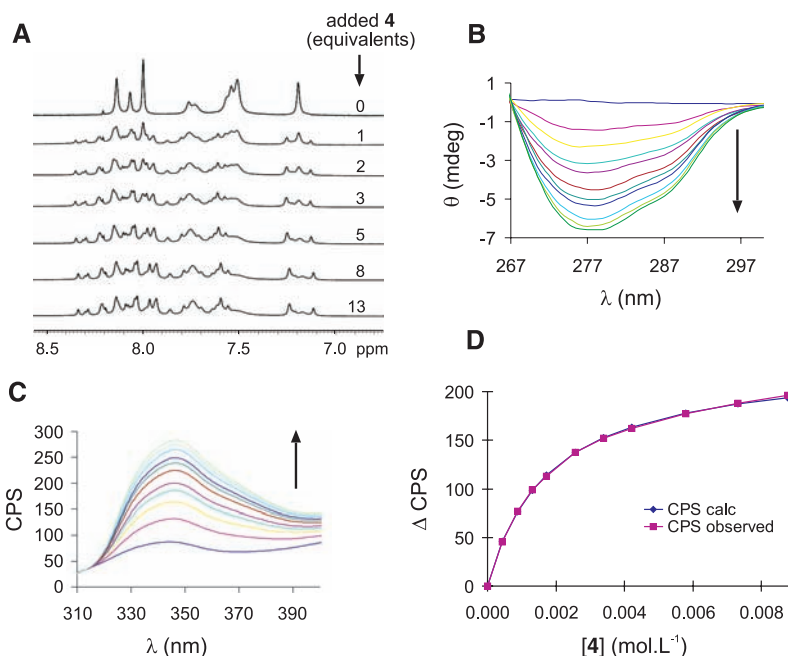 A
added 4
(equivalents)
0
1
2
3
5
8
13
8.5 8.0 7.5 7.0 ppm
B
θ (mdeg)
1
-1
-3
-5
-7
267 277 287 297
λ (nm)
C
CPS
300
250
200
150
100
50
0
310 330 350 370 390
λ (nm)
D
Δ CPS
200
150
100
50
0
CPS calc
CPS observed
0.000 0.002 0.004 0.006 0.008
[4] (mol.L⁻¹)